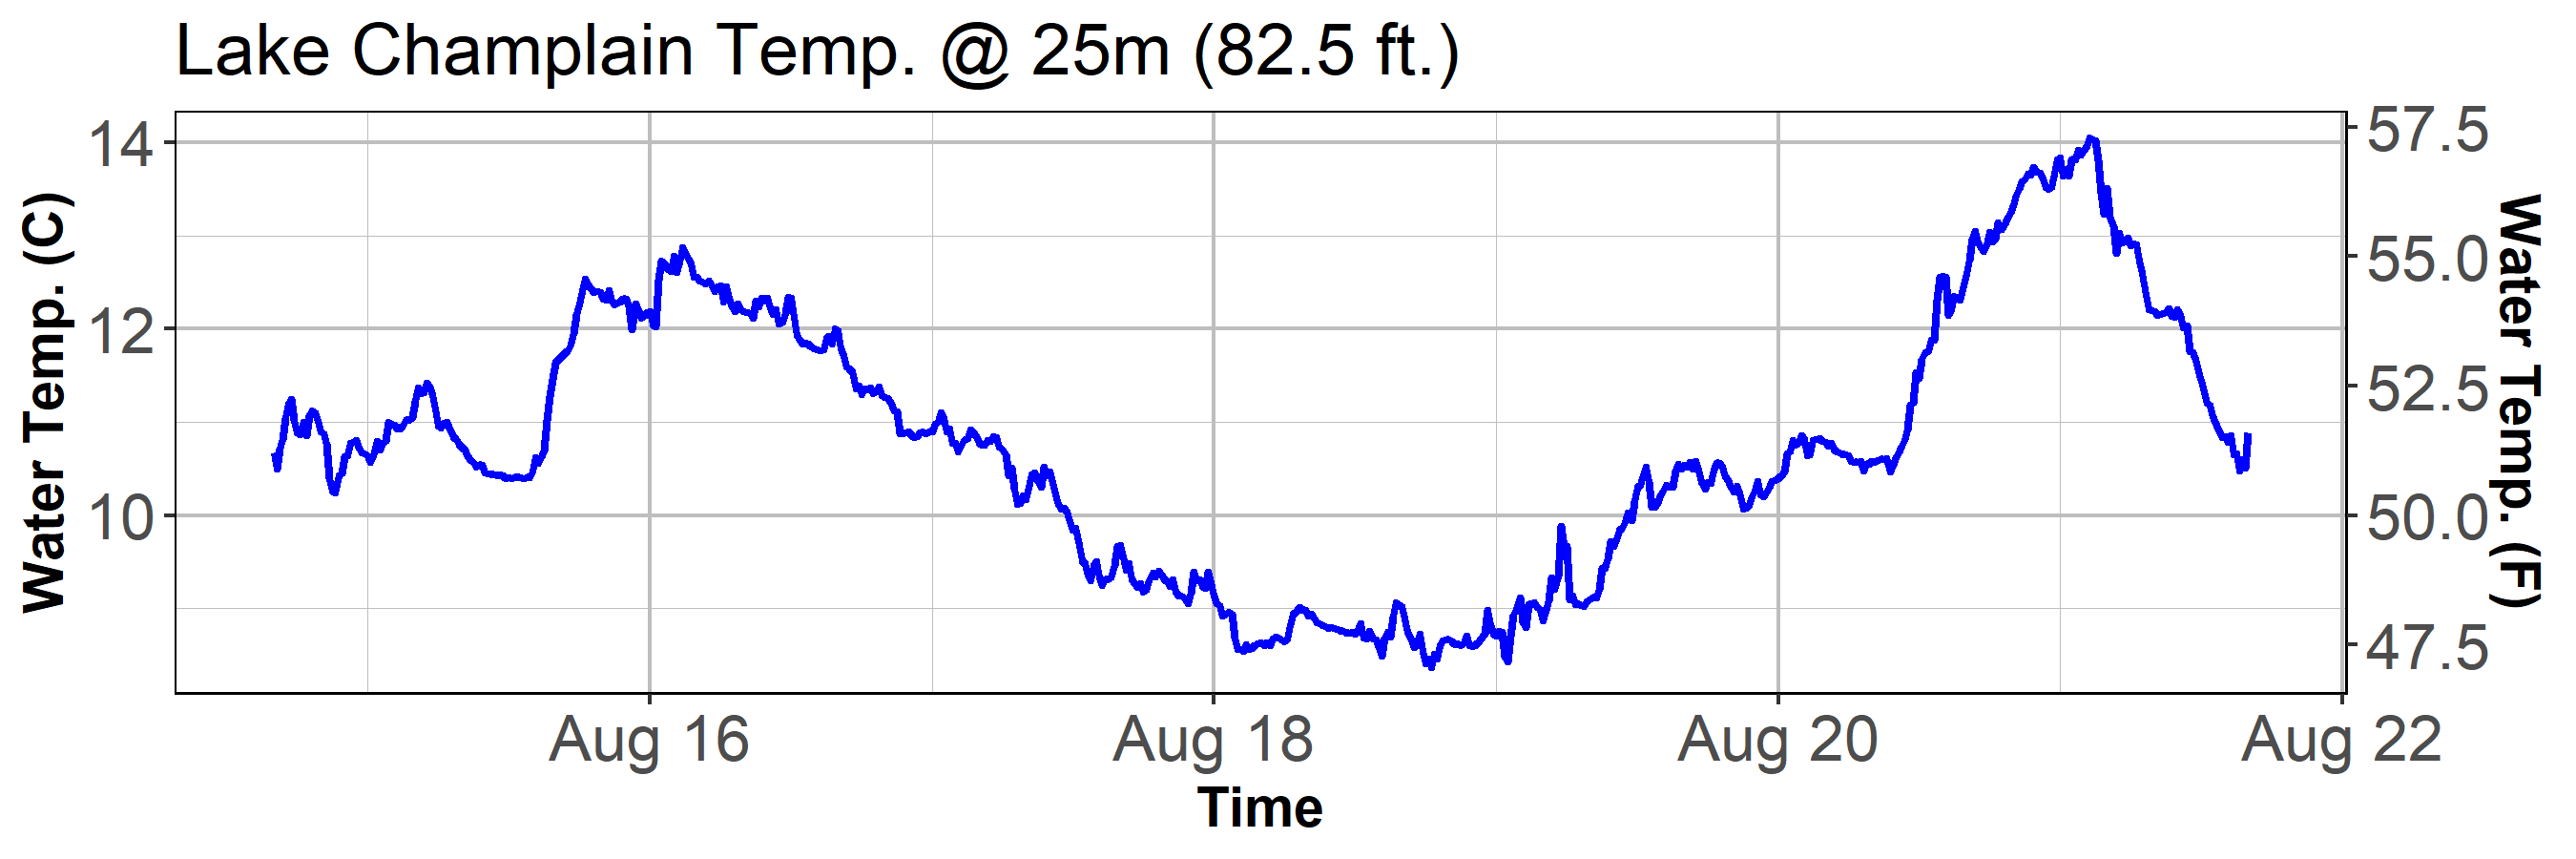 Lake Champlain Temp. @ 25m (82.5 ft.)
Water Temp. (C)
14
12
10
57.5
55.0
52.5
50.0
47.5
Water Temp. (F)
Aug 16
Aug 18
Aug 20
Aug 22
Time